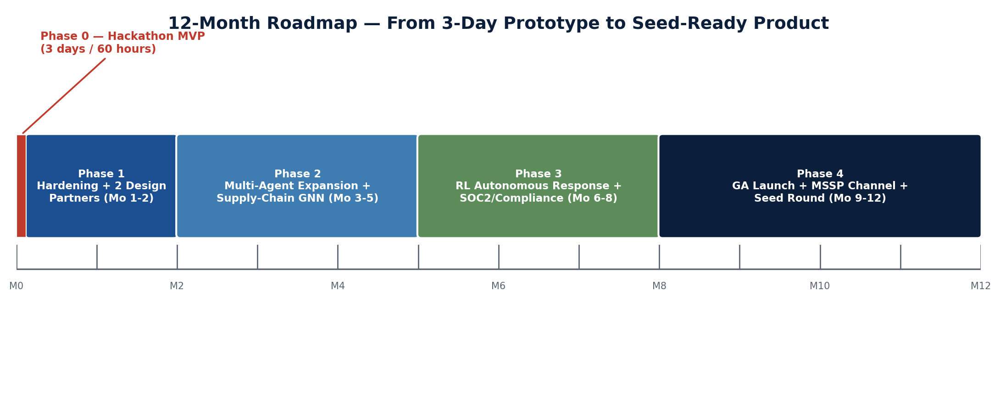 12-Month Roadmap — From 3-Day Prototype to Seed-Ready Product
Phase 0 — Hackathon MVP
(3 days / 60 hours)
Phase 1
Hardening + 2 Design
Partners (Mo 1-2)
Phase 2
Multi-Agent Expansion +
Supply-Chain GNN (Mo 3-5)
Phase 3
RL Autonomous Response +
SOC2/Compliance (Mo 6-8)
Phase 4
GA Launch + MSSP Channel +
Seed Round (Mo 9-12)
M0 M2 M4 M6 M8 M10 M12